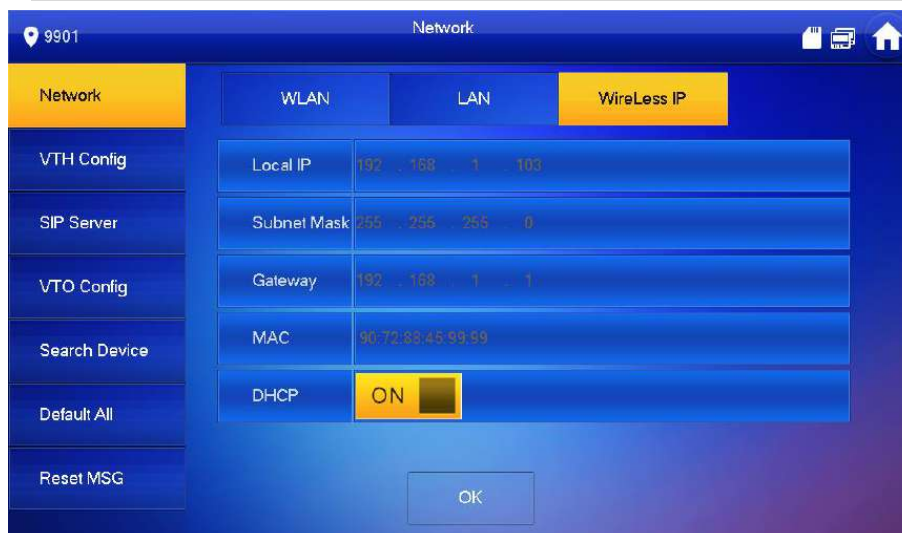 9901 Network
Network WLAN LAN WireLess IP
VTH Config Local IP 192 . 168 . 1 . 103
SIP Server Subnet Mask 255 . 255 . 255 . 0
VTO Config Gateway 192 . 168 . 1 . 1
Search Device MAC 90:72:88:45:99:99
Default All DHCP ON
Reset MSG OK